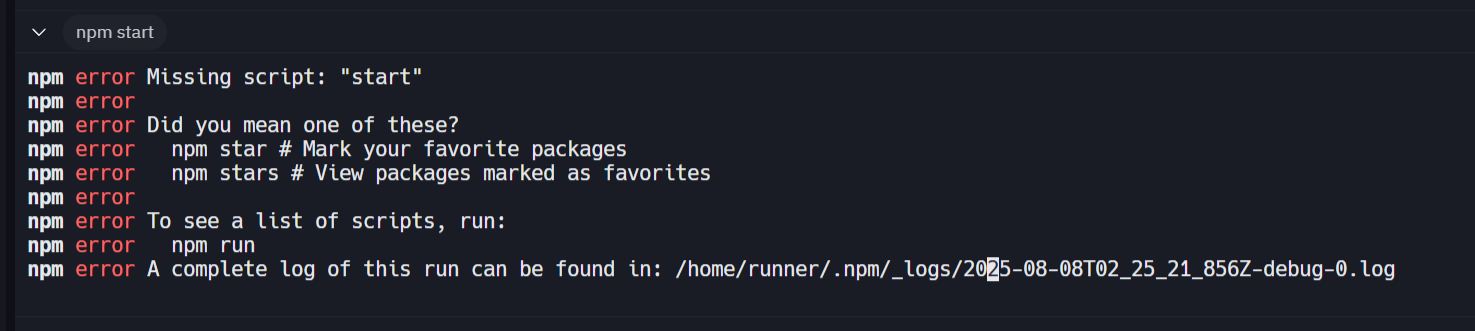 npm start
npm error Missing script: "start"
npm error
npm error Did you mean one of these?
npm error   npm star # Mark your favorite packages
npm error   npm stars # View packages marked as favorites
npm error
npm error To see a list of scripts, run:
npm error   npm run
npm error A complete log of this run can be found in: /home/runner/.npm/_logs/2025-08-08T02_25_21_856Z-debug-0.log